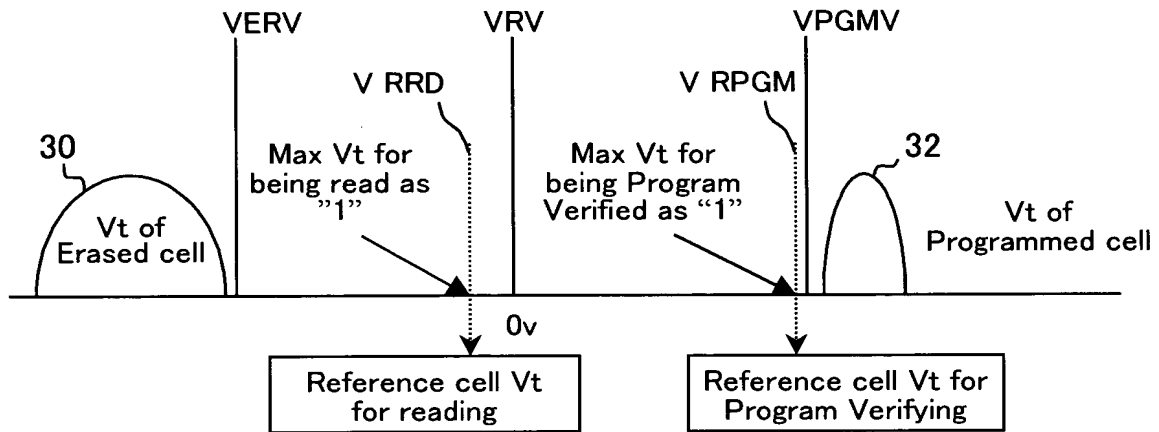 VERV
VRV
VPGMV
V RRD
V RPGM
30
32
Max Vt for
being read as
”1”
Max Vt for
being Program
Verified as “1”
Vt of
Erased cell
Vt of
Programmed cell
0v
Reference cell Vt
for reading
Reference cell Vt for
Program Verifying